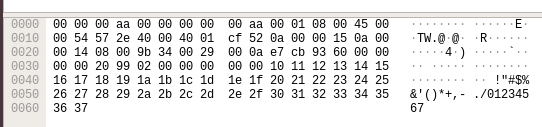 0000 00 00 00 aa 00 00 00 00 00 aa 00 01 08 00 45 00 ········ ······E·
0010 00 54 57 2e 40 00 40 01 cf 52 0a 00 00 15 0a 00 ·TW.@·@· ·R······
0020 00 14 08 00 9b 34 00 29 00 0a e7 cb 93 60 00 00 ·····4·) ·····`··
0030 00 00 20 99 02 00 00 00 00 00 10 11 12 13 14 15 ·· ····· ········
0040 16 17 18 19 1a 1b 1c 1d 1e 1f 20 21 22 23 24 25 ········ ·· !"#$%
0050 26 27 28 29 2a 2b 2c 2d 2e 2f 30 31 32 33 34 35 &'()*+,- ./012345
0060 36 37 67